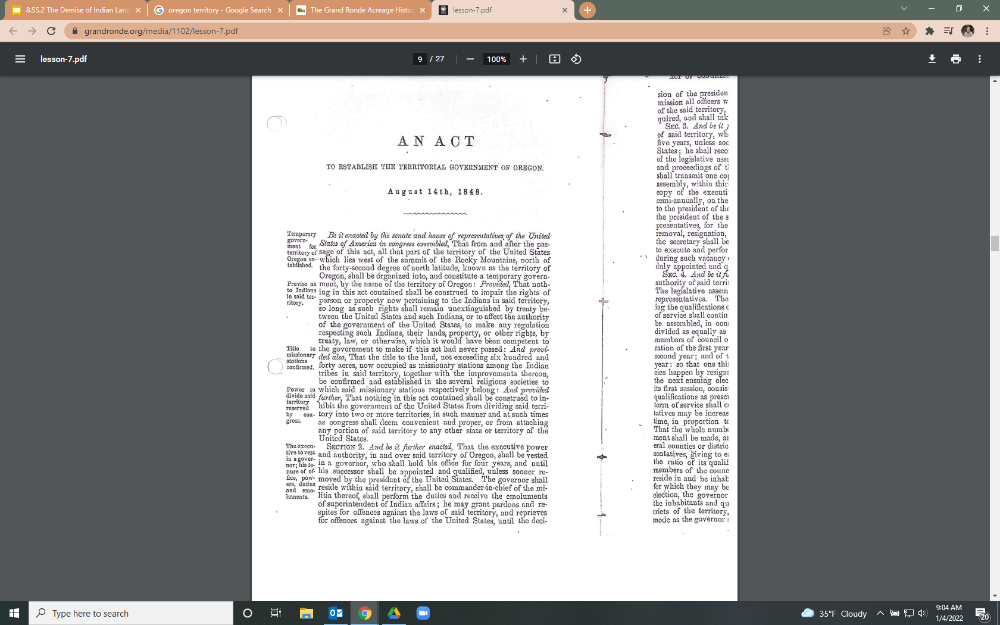 8.SS.2 The Demise of Indian Land
oregon territory - Google Search
The Grand Ronde Acreage Histor
lesson-7.pdf
grandronde.org/media/1102/lesson-7.pdf
lesson-7.pdf
9 / 27
100%
AN ACT
TO ESTABLISH THE TERRITORIAL GOVERNMENT OF OREGON.
August 14th, 1848.
Temporary
govern-
ment for
territory of
Oregon es-
tablished.
Be it enacted by the senate and house of representatives of the United
States of America in congress assembled, That from and after the pas-
sage of this act, all that part of the territory of the United States
which lies west of the summit of the Rocky Mountains, north of
the forty-second degree of north latitude, known as the territory of
Oregon, shall be organized into, and constitute a temporary govern-
Proviso as
to Indians
in said ter-
ritory.
ment, by the name of the territory of Oregon: Provided, That noth-
ing in this act contained shall be construed to impair the rights of
person or property now pertaining to the Indians in said territory,
so long as such rights shall remain unextinguished by treaty be-
tween the United States and such Indians, or to affect the authority
of the government of the United States, to make any regulation
respecting such Indians, their lands, property, or other rights, by
treaty, law, or otherwise, which it would have been competent to
Title to
missionary
stations
confirmed.
the government to make if this act had never passed: And provi-
ded also, That the title to the land, not exceeding six hundred and
forty acres, now occupied as missionary stations among the Indian
tribes in said territory, together with the improvements thereon,
be confirmed and established in the several religious societies to
Power to
divide said
territory
reserved
by con-
gress.
which said missionary stations respectively belong: And provided
further, That nothing in this act contained shall be construed to in-
hibit the government of the United States from dividing said terri-
tory into two or more territories, in such manner and at such times
as congress shall deem convenient and proper, or from attaching
any portion of said territory to any other state or territory of the
United States.
The execu-
tive to vest
in a gover-
nor; his te-
nure of of-
fice, pow-
ers, duties
and emo-
luments.
SECTION 2. And be it further enacted, That the executive power
and authority, in and over said territory of Oregon, shall be vested
in a governor, who shall hold his office for four years, and until
his successor shall be appointed and qualified, unless sooner re-
moved by the president of the United States. The governor shall
reside within said territory, shall be commander-in-chief of the mi-
litia thereof, shall perform the duties and receive the emoluments
of superintendent of Indian affairs; he may grant pardons and re-
spites for offences against the laws of said territory, and reprieves
for offences against the laws of the United States, until the deci-
ACT OF CONGRESS
sion of the presiden
mission all officers w
of the said territory,
quired, and shall tak
SEC. 3. And be it f
of said territory, wh
five years, unless soo
States; he shall reco
of the legislative asse
and proceedings of t
shall transmit one cop
assembly, within thir
copy of the executi
semi-annually, on the
to the president of the
the president of the s
presentatives, for the
removal, resignation,
the secretary shall be
to execute and perfor
during such vacancy
duly appointed and q
SEC. 4. And be it fu
authority of said terri
The legislative assem
representatives. The
ing the qualifications o
of service shall contin
be assembled, in con
divided as equally as
members of council o
ration of the first year
second year; and of t
year: so that one thi
cies happen by resign
the next ensuing elec
its first session, consis
qualifications as presc
term of service shall c
tatives may be increas
time, in proportion to
That the whole numbe
ment shall be made, as
eral counties or distric
sentatives, giving to ea
the ratio of its qualif
members of the counc
reside in and be inhab
for which they may be
election, the governor
the inhabitants and qu
tricts of the territory,
mode as the governor s
Type here to search
35°F Cloudy
9:04 AM
1/4/2022
20